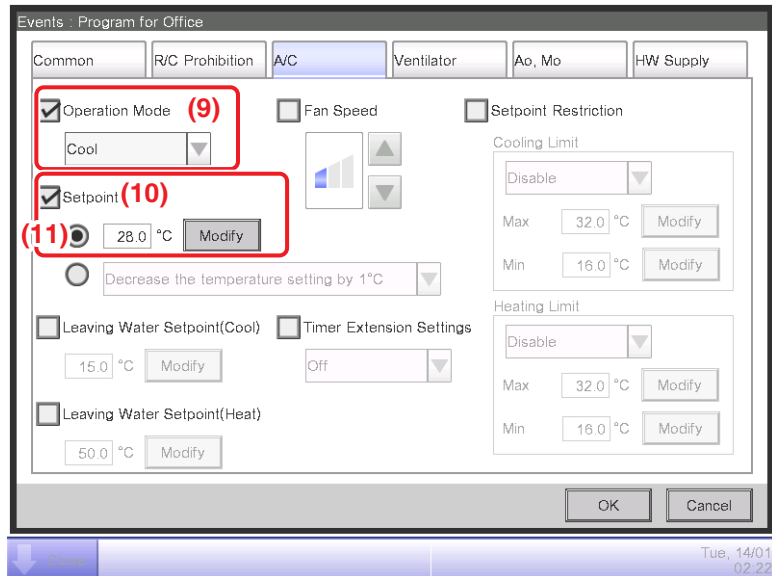 Events : Program for Office
Common R/C Prohibition A/C Ventilator Ao, Mo HW Supply
Operation Mode (9) Fan Speed Setpoint Restriction
Cool Cooling Limit
Disable
Setpoint (10)
(11) 28.0 °C Modify Max 32.0 °C Modify
Decrease the temperature setting by 1°C Min 16.0 °C Modify
Heating Limit
Leaving Water Setpoint(Cool) Timer Extension Settings
Disable
15.0 °C Modify Off
Max 32.0 °C Modify
Leaving Water Setpoint(Heat)
Min 16.0 °C Modify
50.0 °C Modify
OK Cancel
Tue, 14/01
02:22